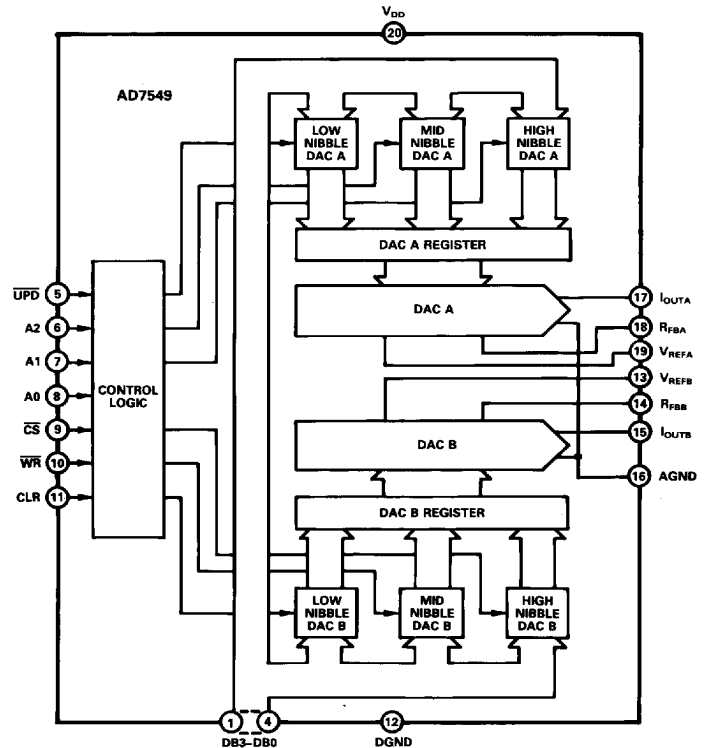 V_DD
20
AD7549
LOW
NIBBLE
DAC A
MID
NIBBLE
DAC A
HIGH
NIBBLE
DAC A
DAC A REGISTER
DAC A
UPD 5
A2 6
A1 7
A0 8
CS 9
WR 10
CLR 11
CONTROL
LOGIC
17 I_OUTA
18 R_FBA
19 V_REFA
13 V_REFB
14 R_FBB
15 I_OUTB
16 AGND
DAC B
DAC B REGISTER
LOW
NIBBLE
DAC B
MID
NIBBLE
DAC B
HIGH
NIBBLE
DAC B
1
4
12
DB3–DB0
DGND